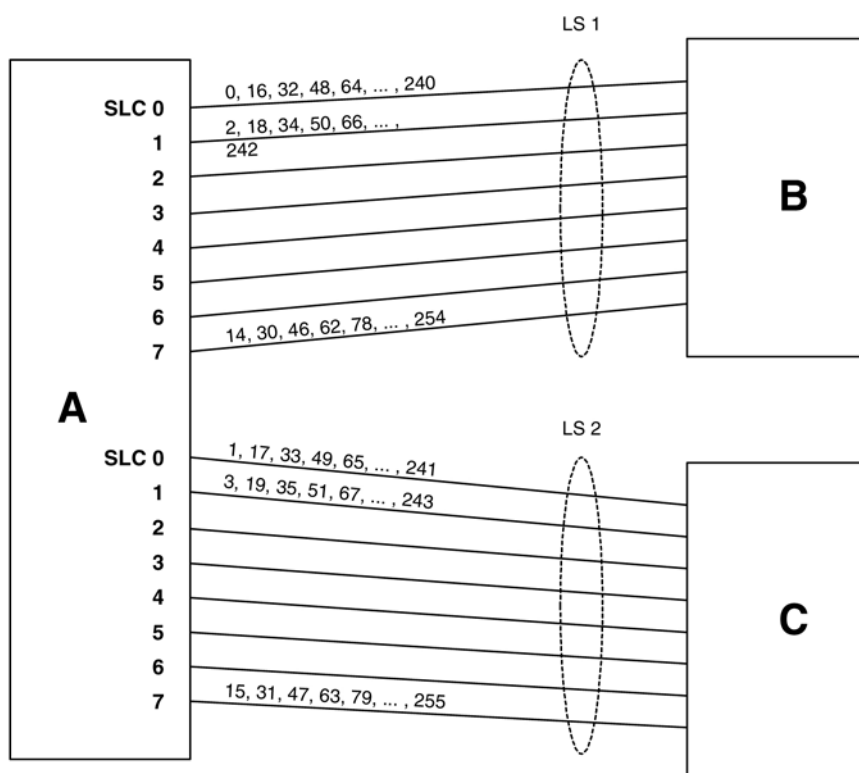 LS 1
0, 16, 32, 48, 64, ... , 240
SLC 0
2, 18, 34, 50, 66, ... ,
242
1
2
3
B
4
5
6
14, 30, 46, 62, 78, ... , 254
7
A
LS 2
SLC 0
1, 17, 33, 49, 65, ... , 241
1
3, 19, 35, 51, 67, ... , 243
2
3
4
C
5
6
7
15, 31, 47, 63, 79, ... , 255